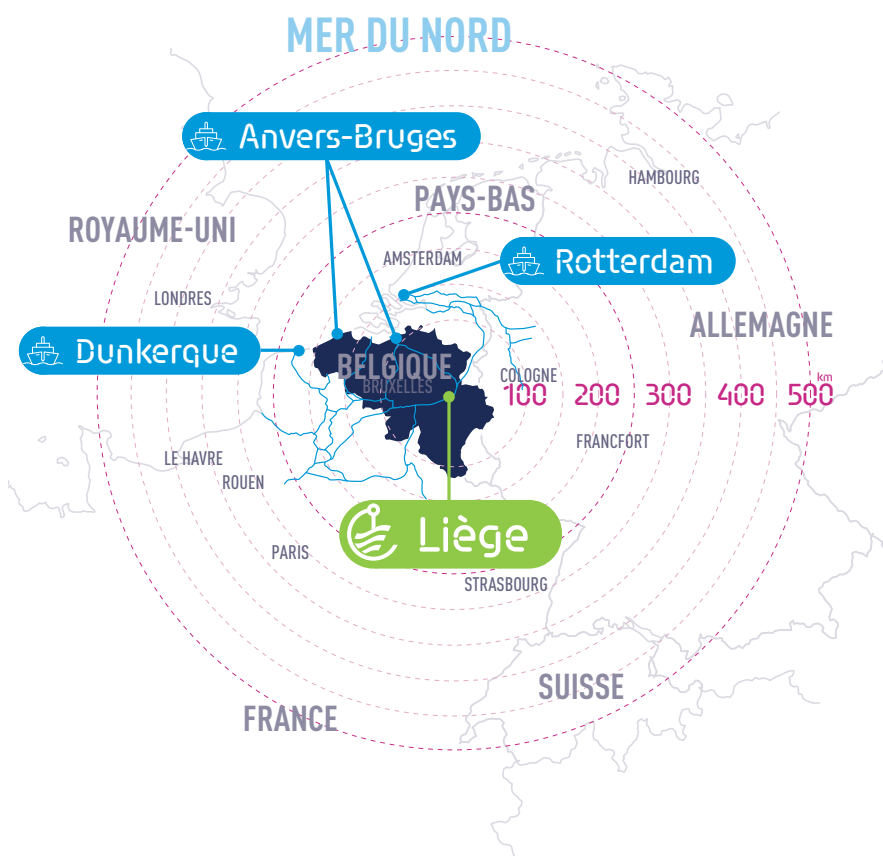 MER DU NORD
Anvers-Bruges
HAMBOURG
PAYS-BAS
ROYAUME-UNI
AMSTERDAM
Rotterdam
LONDRES
ALLEMAGNE
Dunkerque
BELGIQUE
BRUXELLES
COLOGNE
100 200 300 400 500 km
FRANCFORT
LE HAVRE
ROUEN
Liège
PARIS
STRASBOURG
SUISSE
FRANCE